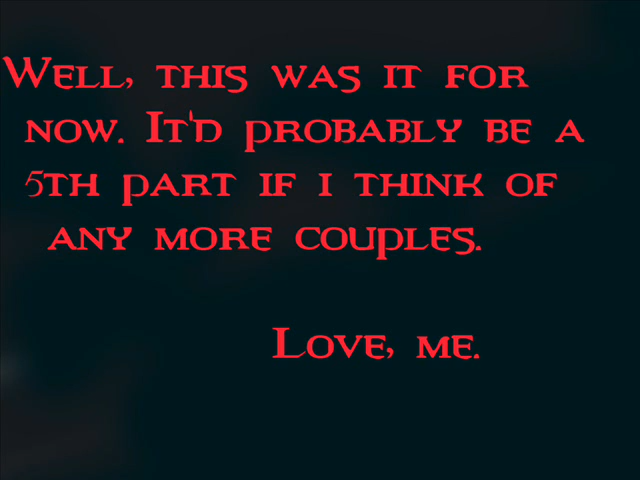 Well, this was it for
now. It'd probably be a
5th part if i think of
any more couples.
Love, me.